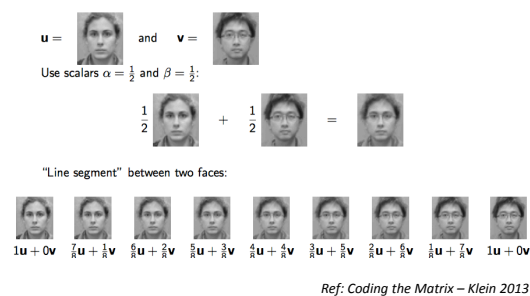 u = and v =
Use scalars α = 1/2 and β = 1/2:
1/2 + 1/2 =
“Line segment” between two faces:
1u + 0v 7/8u + 1/8v 6/8u + 2/8v 5/8u + 3/8v 4/8u + 4/8v 3/8u + 5/8v 2/8u + 6/8v 1/8u + 7/8v 1u + 0v
Ref: Coding the Matrix – Klein 2013